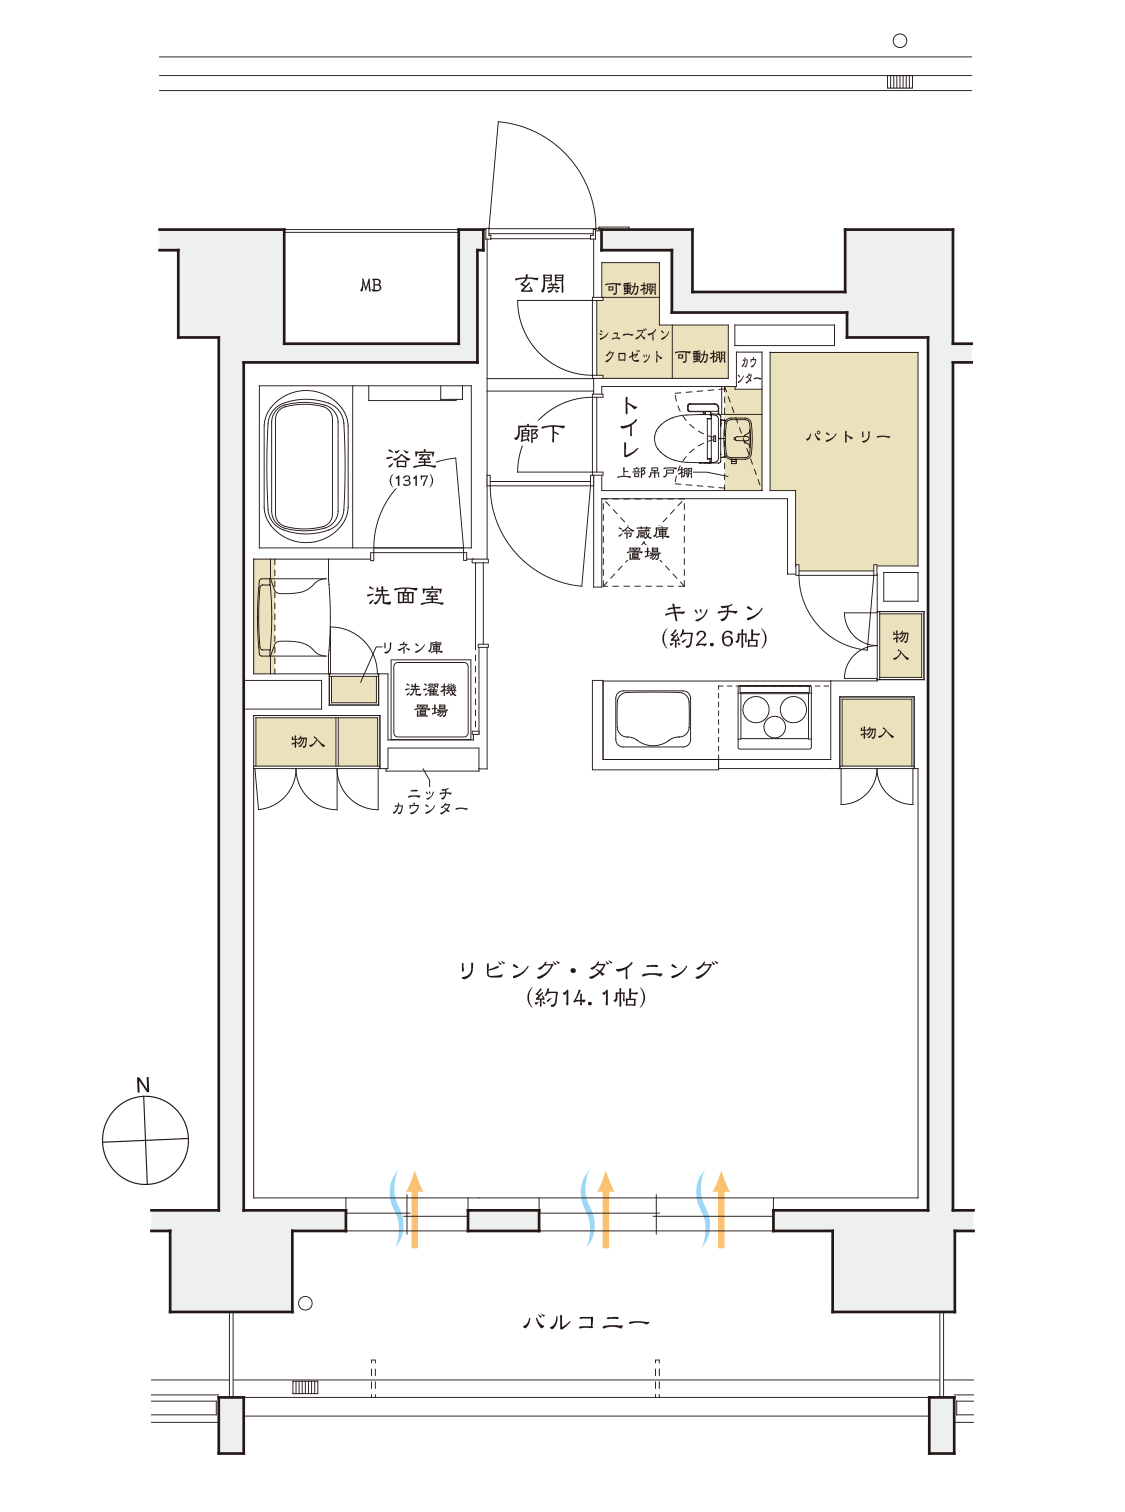 MB
玄関
可動棚
シューズイン
クロゼット
可動棚
カウ
ンター
トイレ
上部吊戸棚
パントリー
廊下
浴室
(1317)
冷蔵庫
置場
洗面室
キッチン
(約2.6帖)
物
入
リネン庫
洗濯機
置場
物入
物入
ニッチ
カウンター
リビング・ダイニング
(約14.1帖)
N
バルコニー